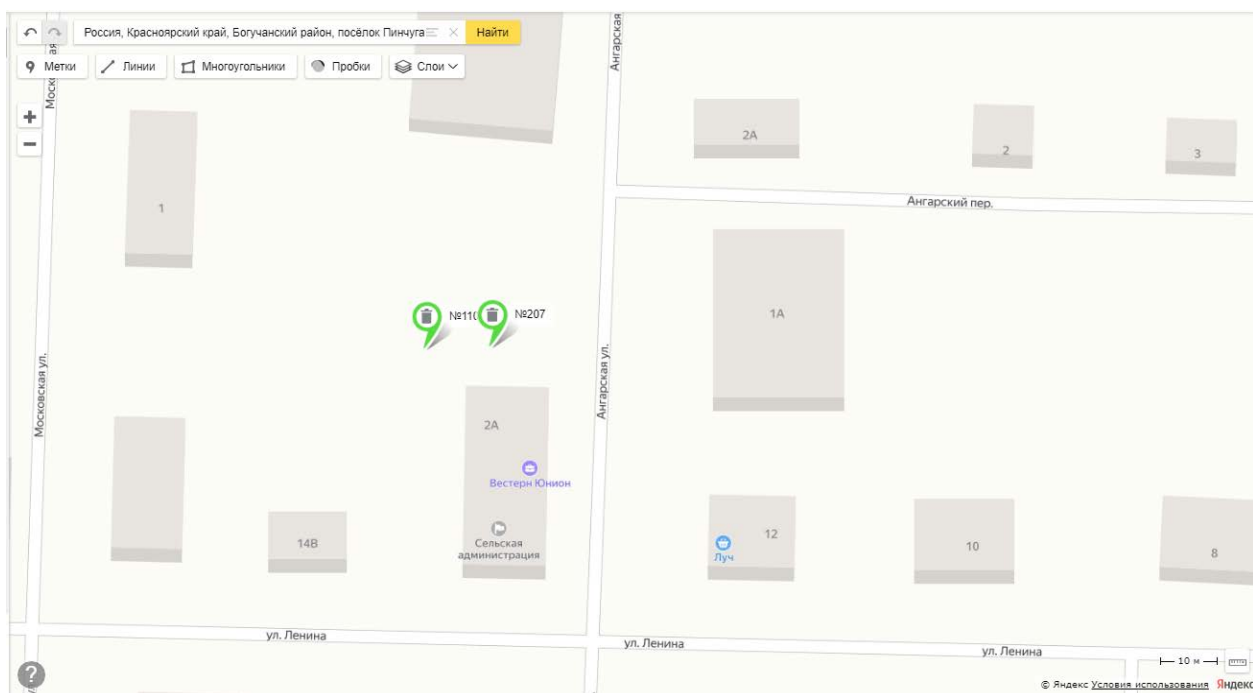 Россия, Красноярский край, Богучанский район, посёлок Пинчуга
Найти
Метки
Линии
Многоугольники
Пробки
Слои
Ангарская
2А
2
3
1
Ангарский пер.
№110
№207
1А
Московская ул.
Ангарская ул.
2А
Вестерн Юнион
Сельская
администрация
14В
12
Луч
10
8
ул. Ленина
ул. Ленина
ул. Ленина
10 м
?
© Яндекс Условия использования Яндекс